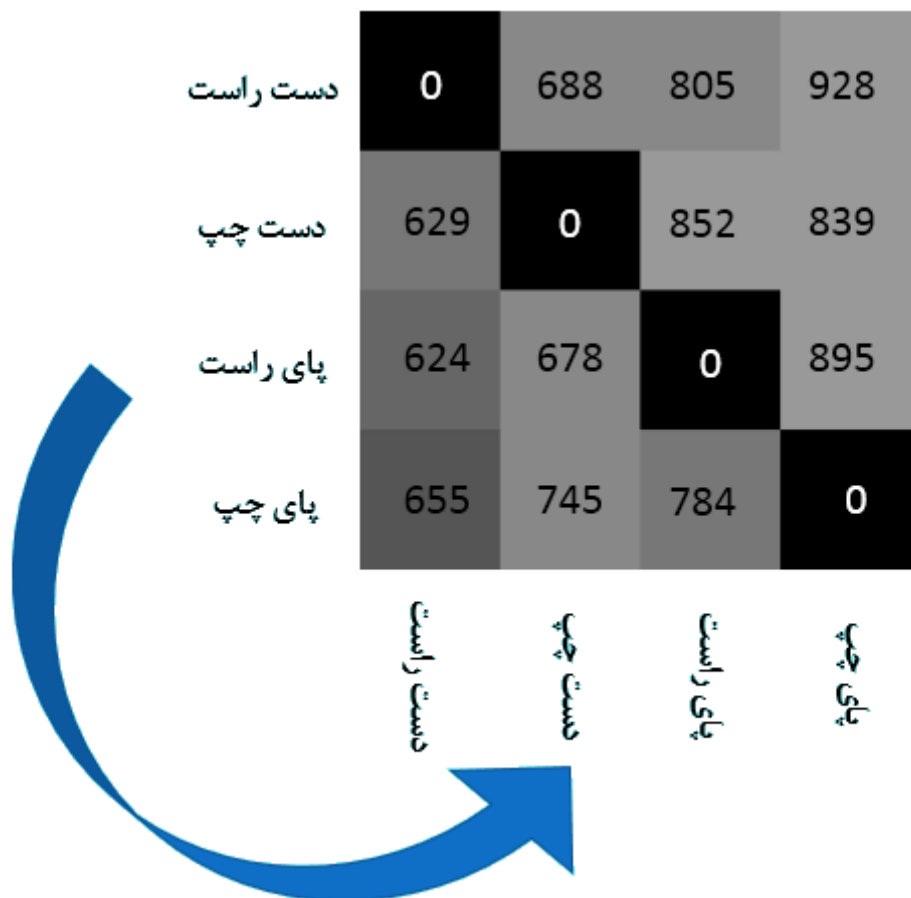 دست راست 0 688 805 928
دست چپ 629 0 852 839
پای راست 624 678 0 895
پای چپ 655 745 784 0
دست راست
دست چپ
پای راست
پای چپ